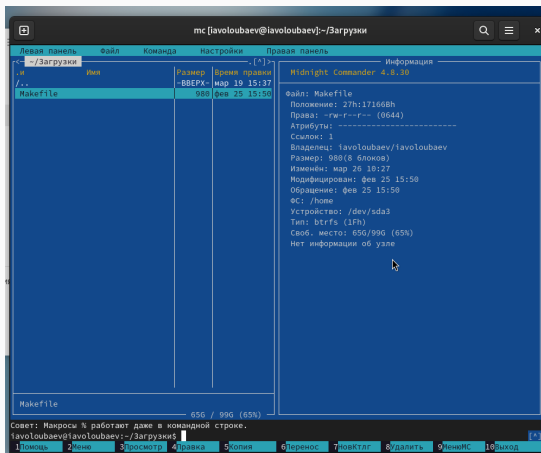 mc [iavoloubaev@iavoloubaev]:~/Загрузки
Левая панель Файл Команда Настройки Правая панель
<- ~/Загрузки .[^]>
.и Имя Размер Время правки
/.. -ВВЕРХ- мар 19 15:37
Makefile 980 фев 25 15:50
Makefile
65G / 99G (65%)
Информация
Midnight Commander 4.8.30
Файл: Makefile
Положение: 27h:17166Bh
Права: -rw-r--r-- (0644)
Атрибуты: ------------------------
Ссылок: 1
Владелец: iavoloubaev/iavoloubaev
Размер: 980(8 блоков)
Изменён: мар 26 10:27
Модифицирован: фев 25 15:50
Обращение: фев 25 15:50
ФС: /home
Устройство: /dev/sda3
Тип: btrfs (1Fh)
Своб. место: 65G/99G (65%)
Нет информации об узле
Совет: Макросы % работают даже в командной строке.
iavoloubaev@iavoloubaev:~/Загрузки$ [^]
1Помощь 2Меню 3Просмотр 4Правка 5Копия 6Перенос 7НовКтлг 8Удалить 9МенюMC 10Выход